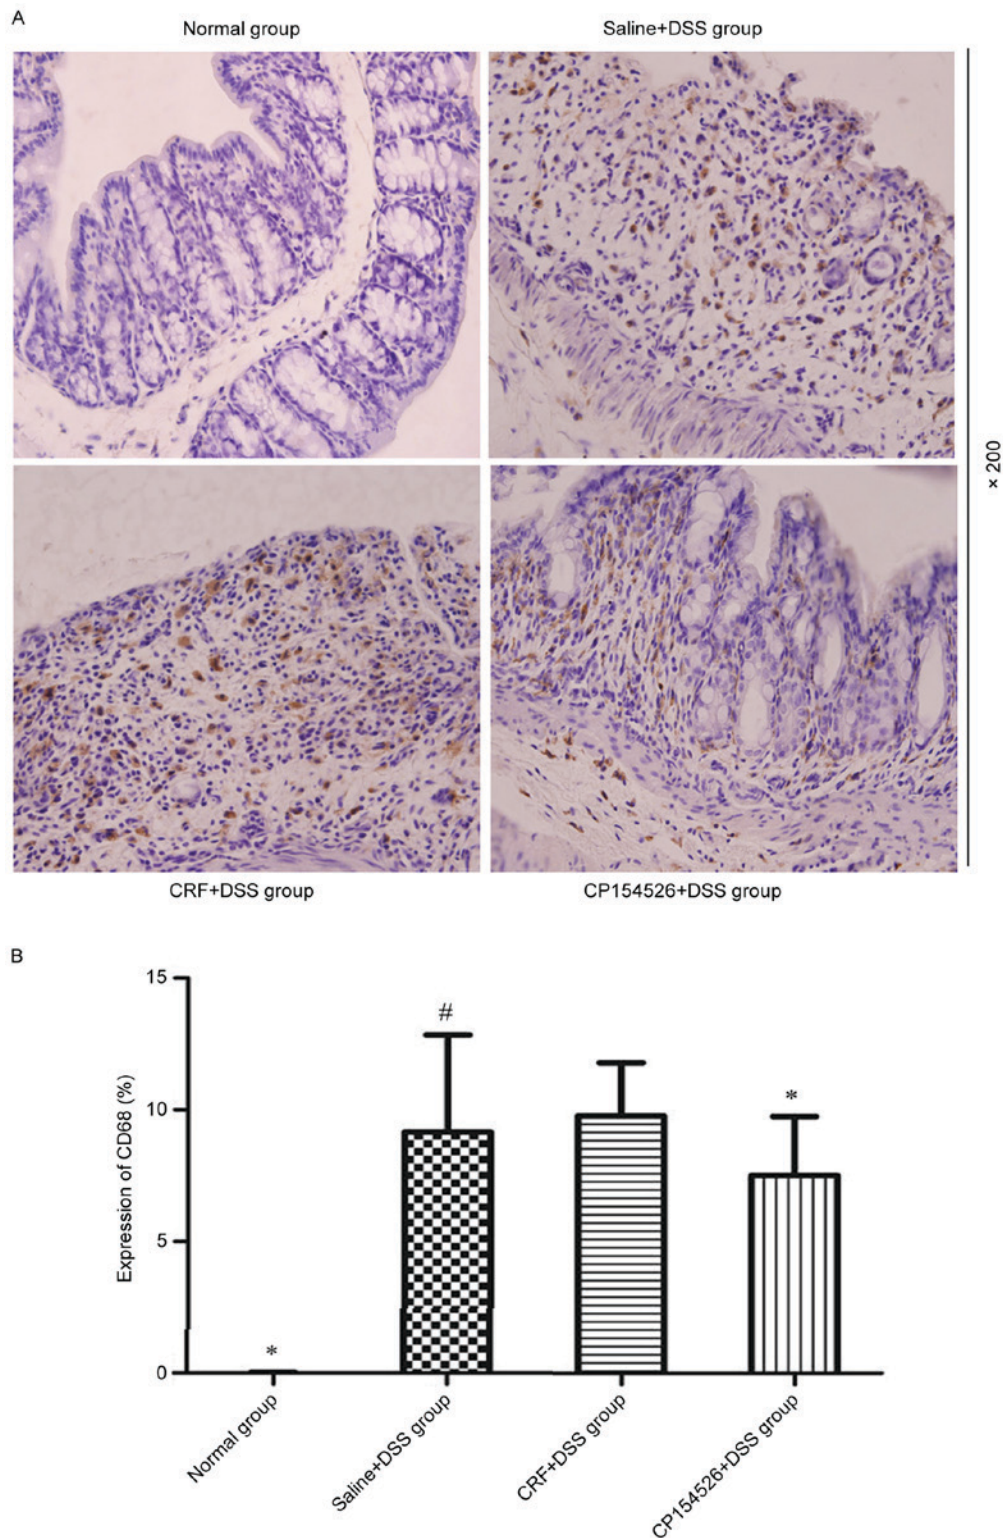 A
Normal group
Saline+DSS group
× 200
CRF+DSS group
CP154526+DSS group
B
Expression of CD68 (%)
15
10
5
0
*
#
*
Normal group
Saline+DSS group
CRF+DSS group
CP154526+DSS group